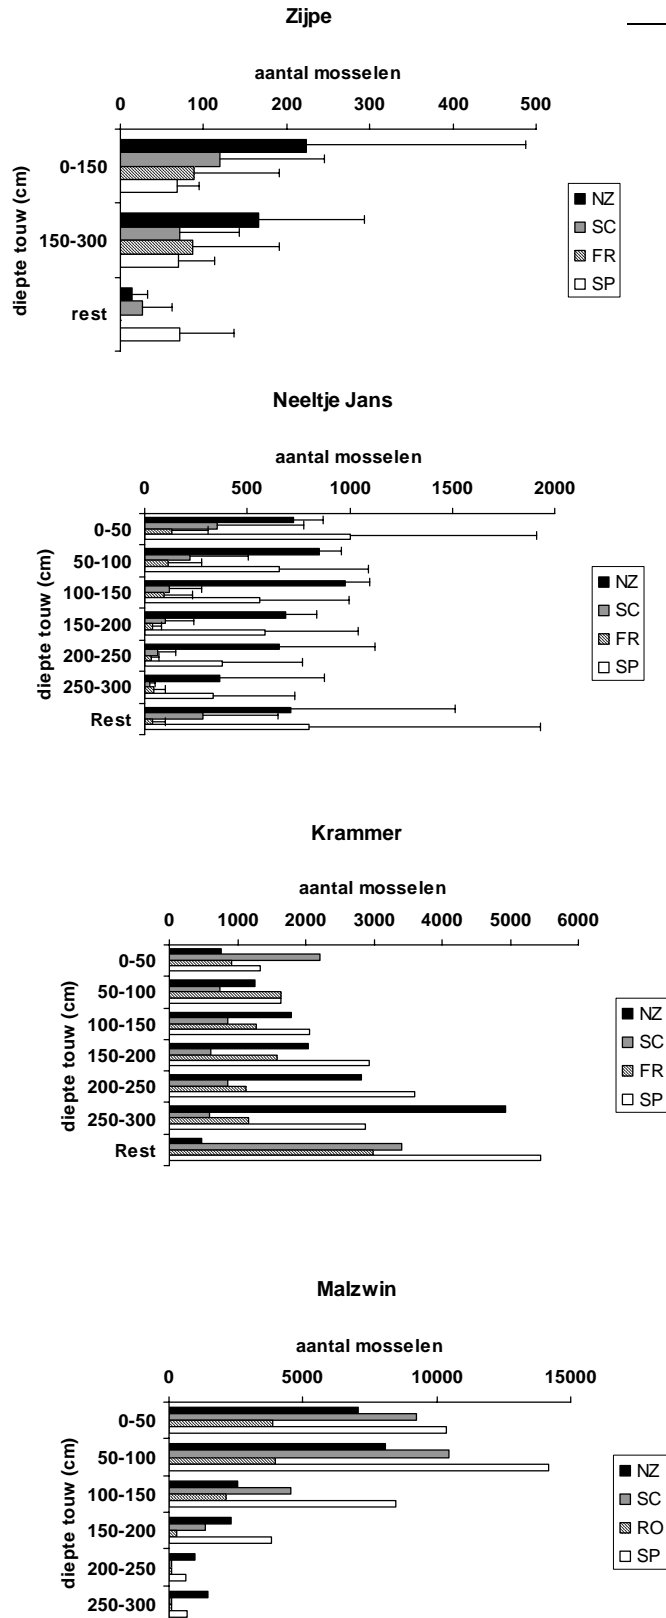 Zijpe
aantal mosselen
0 100 200 300 400 500
diepte touw (cm)
0-150
150-300
rest
NZ
SC
FR
SP
Neeltje Jans
aantal mosselen
0 500 1000 1500 2000
diepte touw (cm)
0-50
50-100
100-150
150-200
200-250
250-300
Rest
NZ
SC
FR
SP
Krammer
aantal mosselen
0 1000 2000 3000 4000 5000 6000
diepte touw (cm)
0-50
50-100
100-150
150-200
200-250
250-300
Rest
NZ
SC
FR
SP
Malzwin
aantal mosselen
0 5000 10000 15000
diepte touw (cm)
0-50
50-100
100-150
150-200
200-250
250-300
NZ
SC
RO
SP